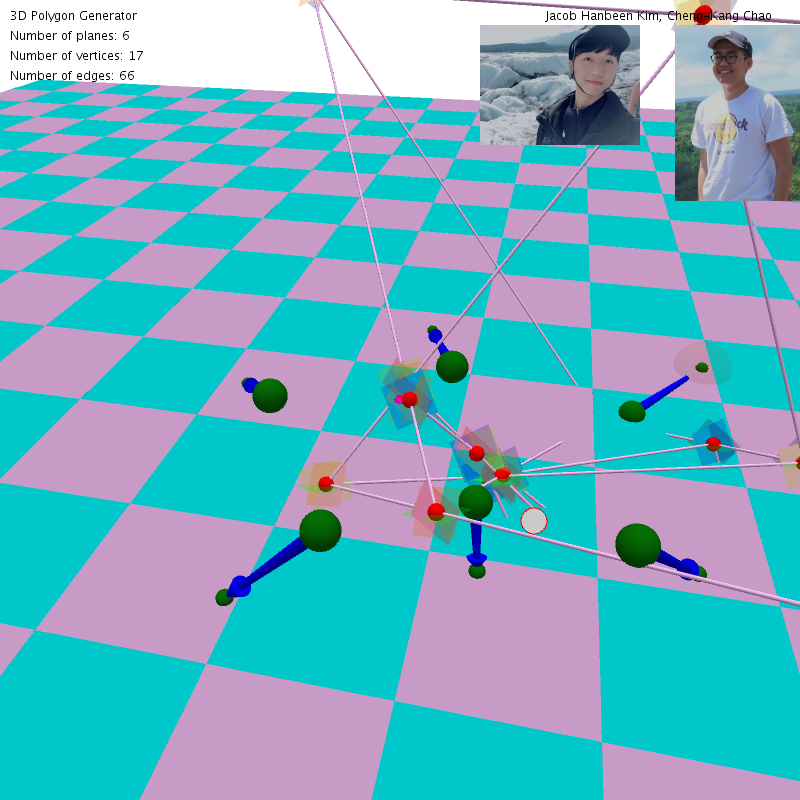 3D Polygon Generator
Jacob Hanbeen Kim, Cheng-Kang Chao
Number of planes: 6
Number of vertices: 17
Number of edges: 66